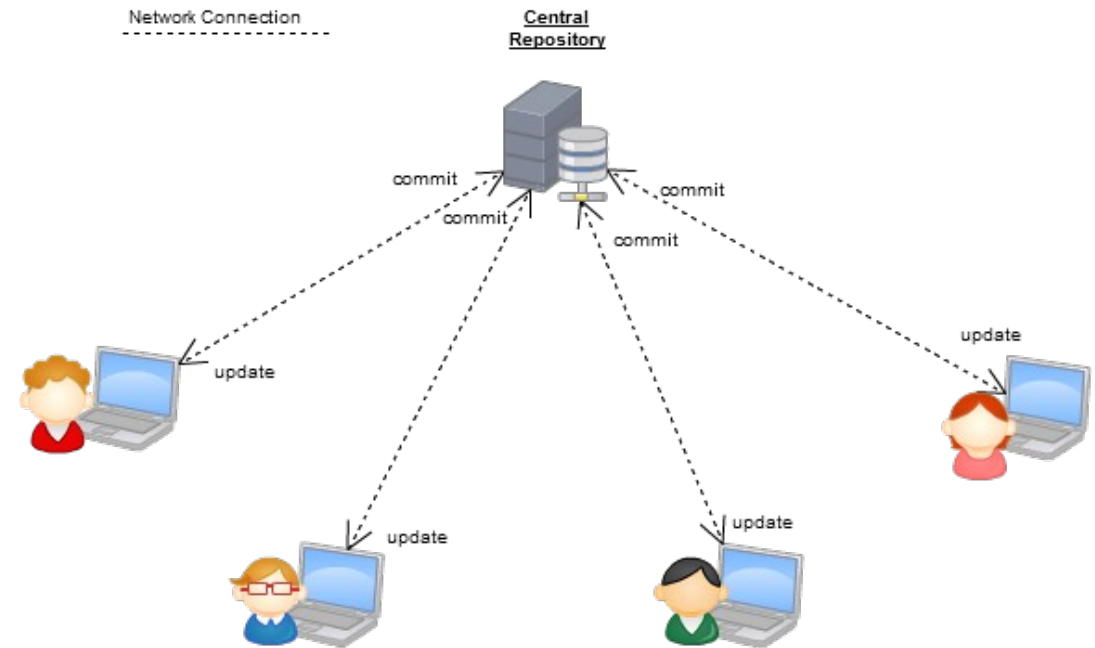 Network Connection
Central
Repository
commit
commit
commit
commit
update
update
update
update